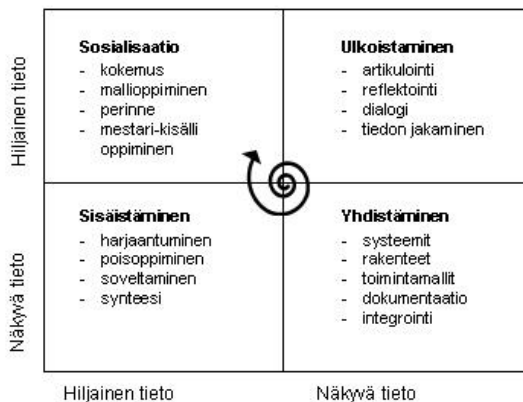 Hiljainen tieto
Sosialisaatio
- kokemus
- mallioppiminen
- perinne
- mestari-kisälli
oppiminen
Ulkoistaminen
- artikulointi
- reflektointi
- dialogi
- tiedon jakaminen
Näkyvä tieto
Sisäistäminen
- harjaantuminen
- poisoppiminen
- soveltaminen
- synteesi
Yhdistäminen
- systeemit
- rakenteet
- toimintamallit
- dokumentaatio
- integrointi
Hiljainen tieto
Näkyvä tieto